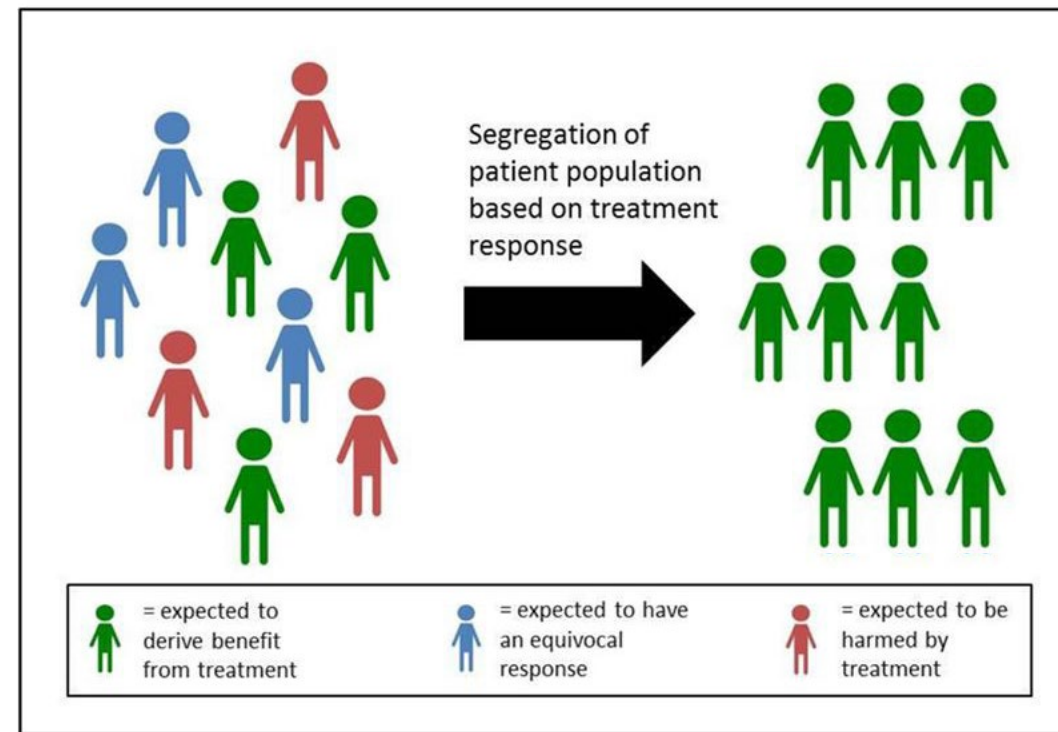 Segregation of
patient population
based on treatment
response
= expected to
derive benefit
from treatment
= expected to have
an equivocal
response
= expected to be
harmed by
treatment